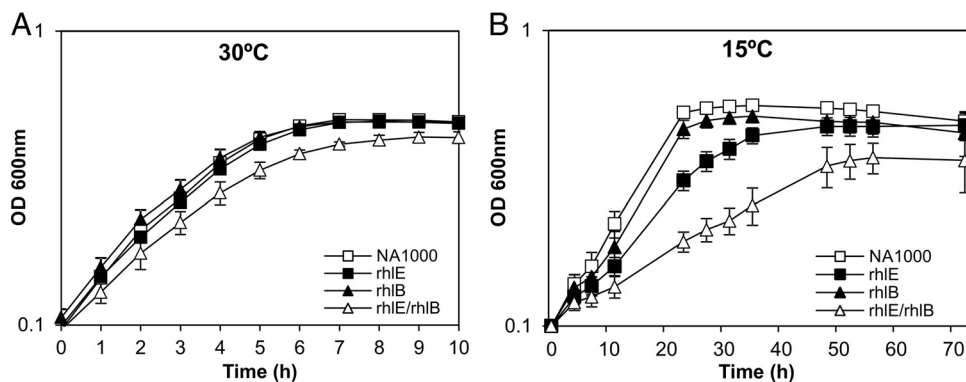 A
30ºC
1
OD 600nm
0.1
NA1000
rhlE
rhlB
rhlE/rhlB
0 1 2 3 4 5 6 7 8 9 10
Time (h)
B
15ºC
1
OD 600nm
0.1
NA1000
rhlE
rhlB
rhlE/rhlB
0 10 20 30 40 50 60 70
Time (h)